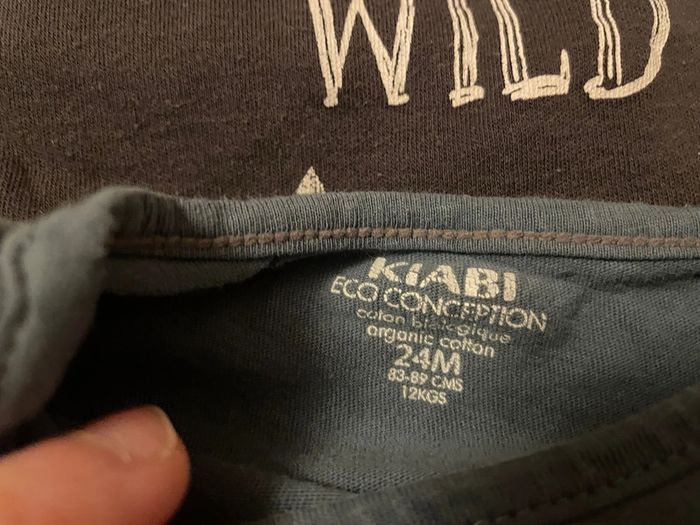 WILD
KIABI
ECO CONCEPTION
coton biologique
organic cotton
24M
83-89 CMS
12KGS